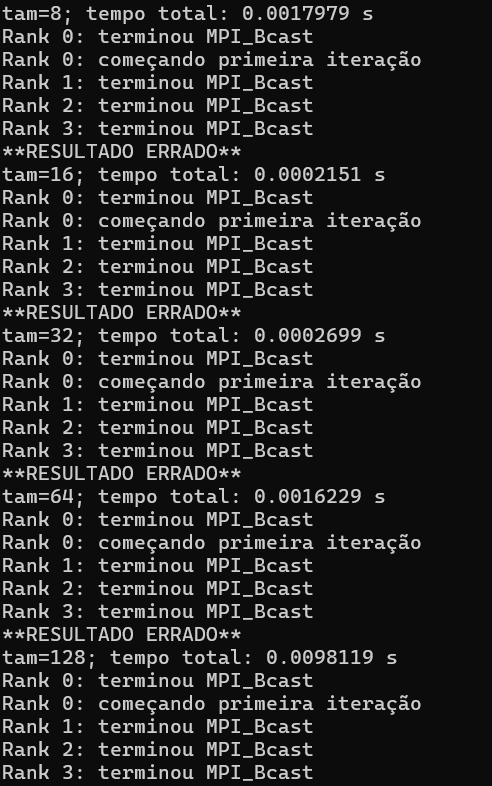 tam=8; tempo total: 0.0017979 s
Rank 0: terminou MPI_Bcast
Rank 0: começando primeira iteração
Rank 1: terminou MPI_Bcast
Rank 2: terminou MPI_Bcast
Rank 3: terminou MPI_Bcast
**RESULTADO ERRADO**
tam=16; tempo total: 0.0002151 s
Rank 0: terminou MPI_Bcast
Rank 0: começando primeira iteração
Rank 1: terminou MPI_Bcast
Rank 2: terminou MPI_Bcast
Rank 3: terminou MPI_Bcast
**RESULTADO ERRADO**
tam=32; tempo total: 0.0002699 s
Rank 0: terminou MPI_Bcast
Rank 0: começando primeira iteração
Rank 1: terminou MPI_Bcast
Rank 2: terminou MPI_Bcast
Rank 3: terminou MPI_Bcast
**RESULTADO ERRADO**
tam=64; tempo total: 0.0016229 s
Rank 0: terminou MPI_Bcast
Rank 0: começando primeira iteração
Rank 1: terminou MPI_Bcast
Rank 2: terminou MPI_Bcast
Rank 3: terminou MPI_Bcast
**RESULTADO ERRADO**
tam=128; tempo total: 0.0098119 s
Rank 0: terminou MPI_Bcast
Rank 0: começando primeira iteração
Rank 1: terminou MPI_Bcast
Rank 2: terminou MPI_Bcast
Rank 3: terminou MPI_Bcast